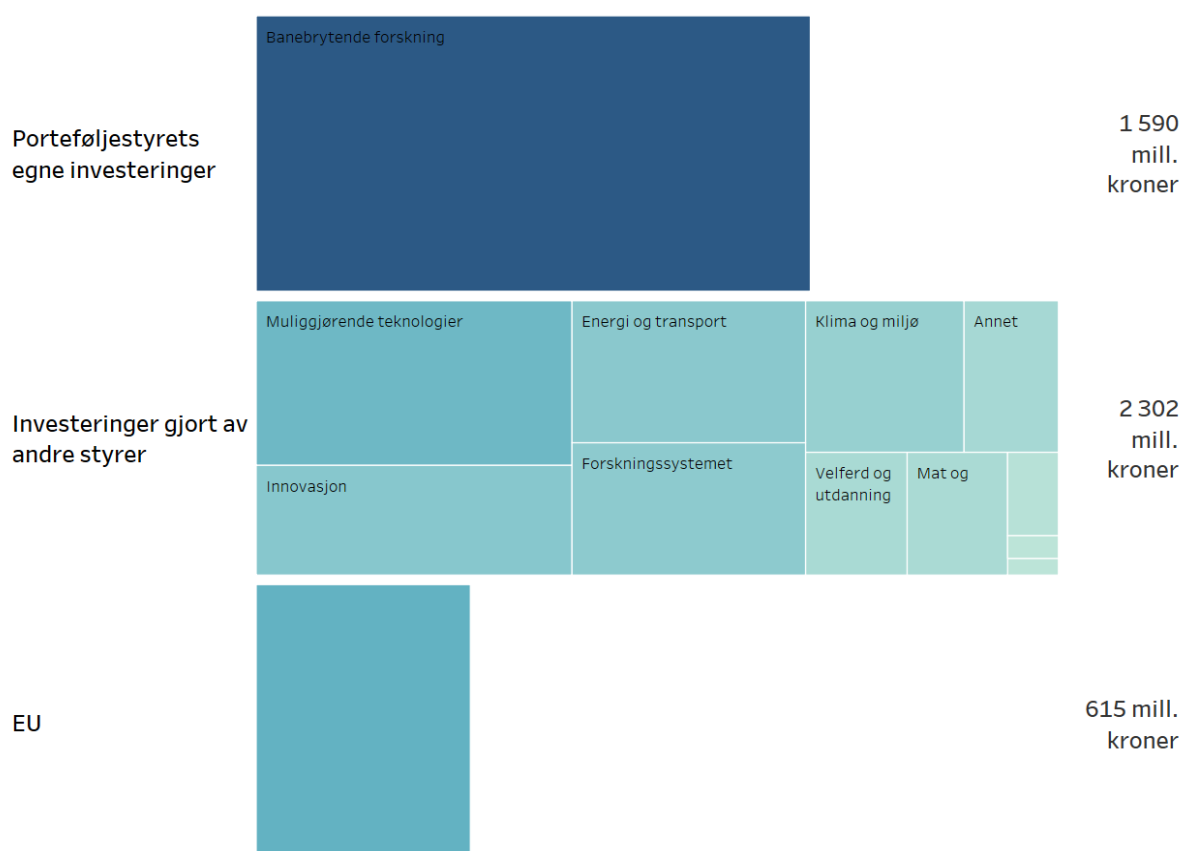 Banebrytende forskning
Porteføljestyrets
egne investeringer
1 590
mill.
kroner
Muliggjørende teknologier
Energi og transport
Klima og miljø
Annet
Investeringer gjort av
andre styrer
2 302
mill.
kroner
Forskningssystemet
Velferd og
utdanning
Mat og
Innovasjon
EU
615 mill.
kroner